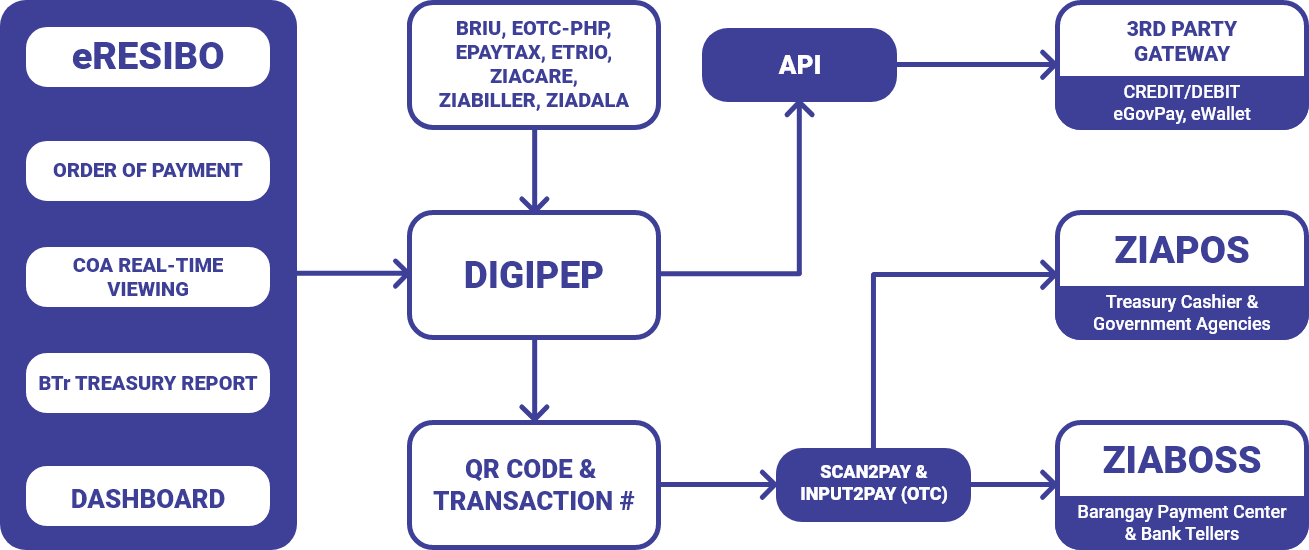 eRESIBO
ORDER OF PAYMENT
COA REAL-TIME
VIEWING
BTr TREASURY REPORT
DASHBOARD
BRIU, EOTC-PHP,
EPAYTAX, ETRIO,
ZIACARE,
ZIABILLER, ZIADALA
DIGIPEP
QR CODE &
TRANSACTION #
API
SCAN2PAY &
INPUT2PAY (OTC)
3RD PARTY
GATEWAY
CREDIT/DEBIT
eGovPay, eWallet
ZIAPOS
Treasury Cashier &
Government Agencies
ZIABOSS
Barangay Payment Center
& Bank Tellers